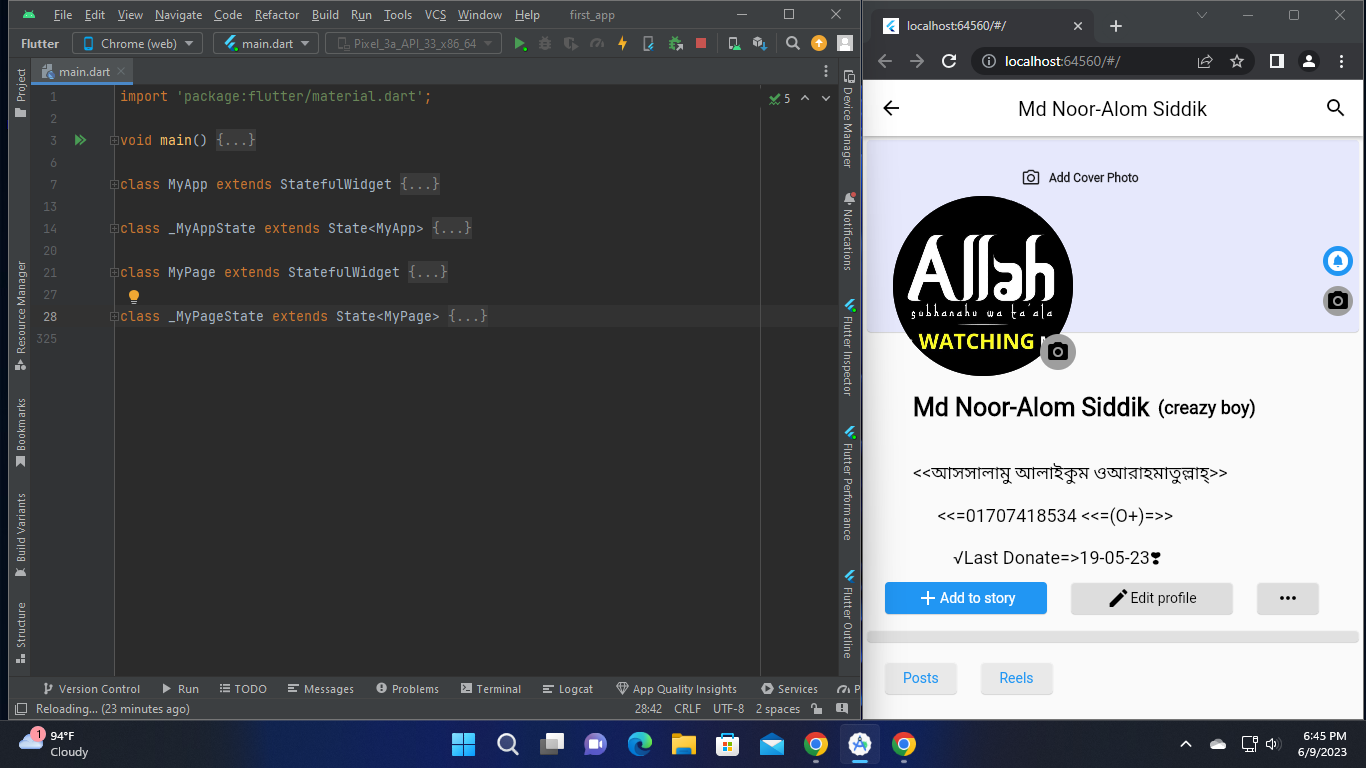 File Edit View Navigate Code Refactor Build Run Tools VCS Window Help first_app
Flutter Chrome (web) main.dart Pixel_3a_API_33_x86_64
main.dart
Project
Resource Manager
Bookmarks
Build Variants
Structure
1 import 'package:flutter/material.dart';
2
3 void main() {...}
6
7 class MyApp extends StatefulWidget {...}
13
14 class _MyAppState extends State<MyApp> {...}
20
21 class MyPage extends StatefulWidget {...}
27
28 class _MyPageState extends State<MyPage> {...}
325
5
Device Manager
Notifications
Flutter Inspector
Flutter Performance
Flutter Outline
Version Control Run TODO Messages Problems Terminal Logcat App Quality Insights Services P
Reloading... (23 minutes ago) 28:42 CRLF UTF-8 2 spaces
localhost:64560/#/
localhost:64560/#/
Md Noor-Alom Siddik
Add Cover Photo
Allah
subhanahu wa ta'ala
WATCHING
Md Noor-Alom Siddik (creazy boy)
<<আসসালামু আলাইকুম ওআরাহমাতুল্লাহ্>>
<<=01707418534 <<=(O+)=>>
√Last Donate=>19-05-23❣
Add to story Edit profile
Posts Reels
1 94°F
Cloudy
6:45 PM
6/9/2023